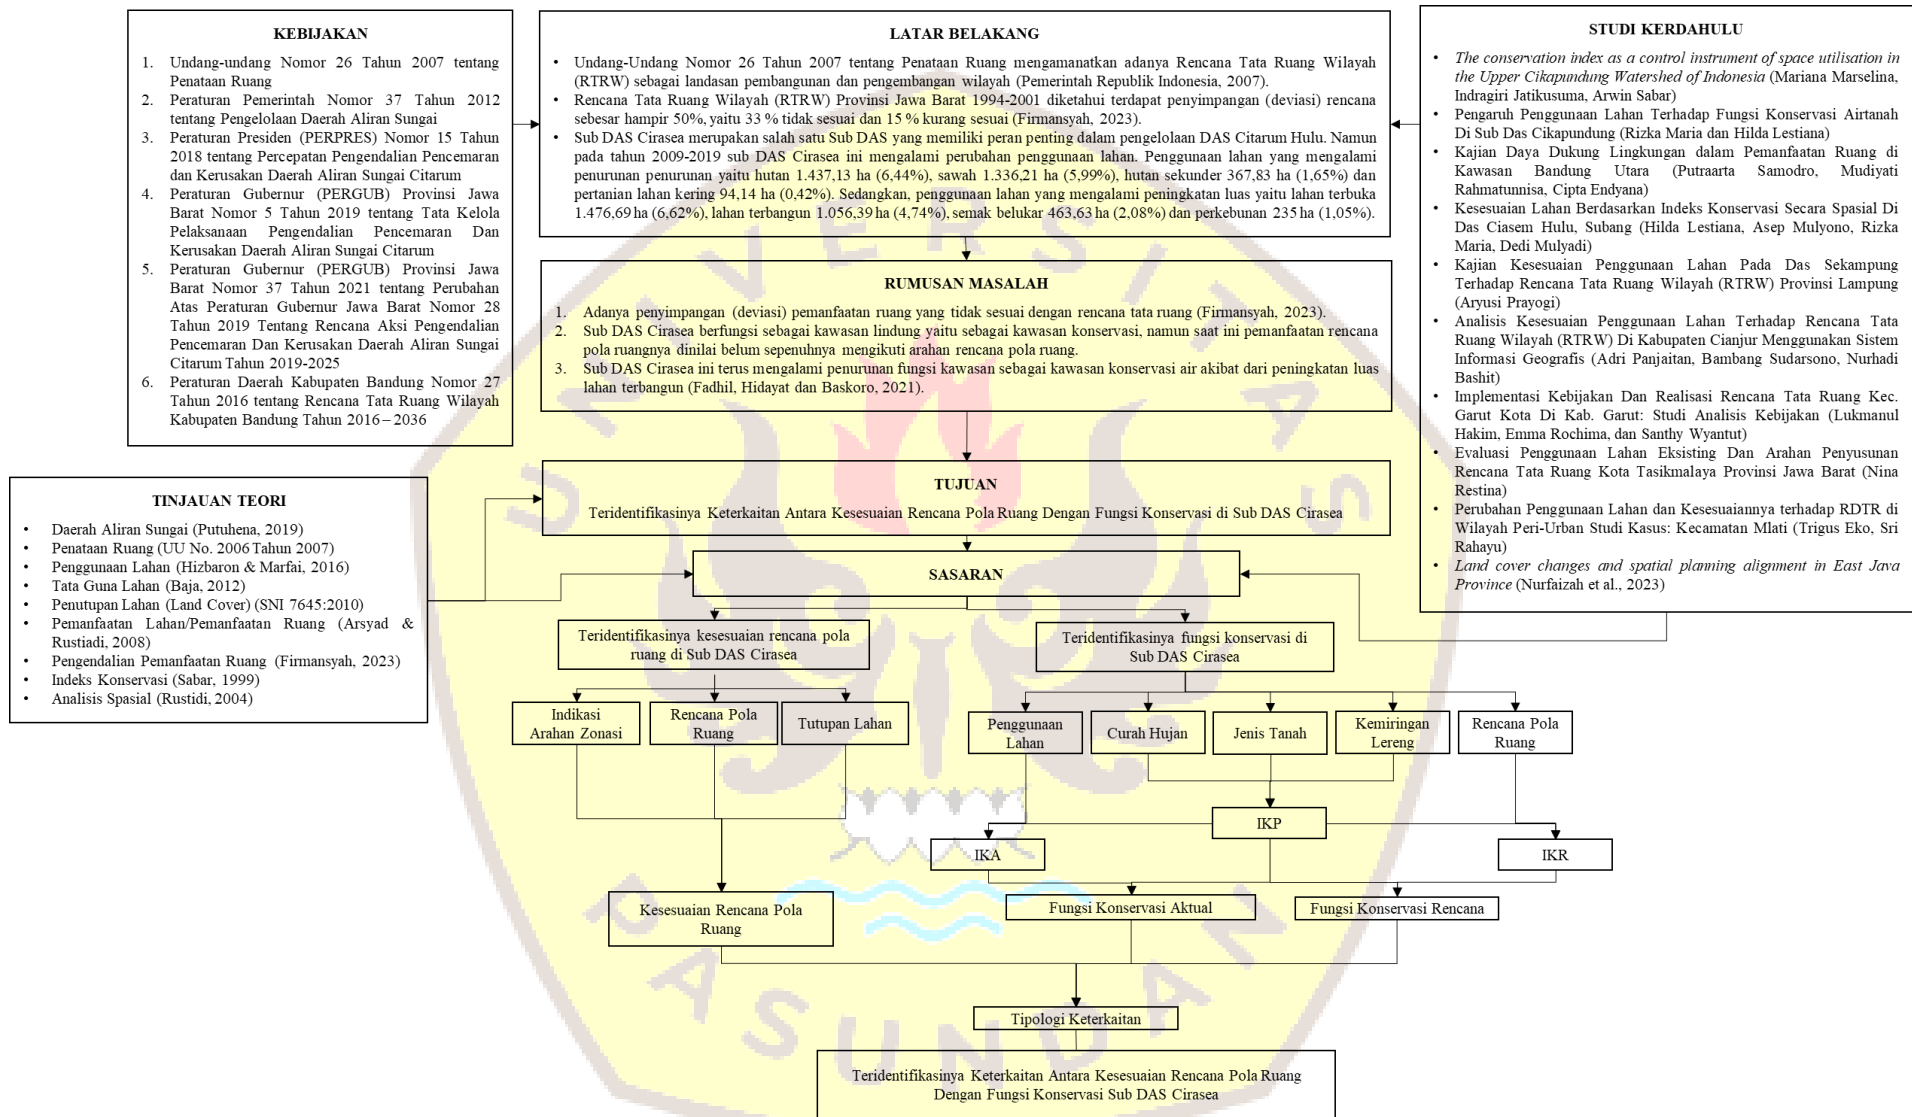 KEBIJAKAN
1. Undang-undang Nomor 26 Tahun 2007 tentang
Penataan Ruang
2. Peraturan Pemerintah Nomor 37 Tahun 2012
tentang Pengelolaan Daerah Aliran Sungai
3. Peraturan Presiden (PERPRES) Nomor 15 Tahun
2018 tentang Percepatan Pengendalian Pencemaran
dan Kerusakan Daerah Aliran Sungai Citarum
4. Peraturan Gubernur (PERGUB) Provinsi Jawa
Barat Nomor 5 Tahun 2019 tentang Tata Kelola
Pelaksanaan Pengendalian Pencemaran Dan
Kerusakan Daerah Aliran Sungai Citarum
5. Peraturan Gubernur (PERGUB) Provinsi Jawa
Barat Nomor 37 Tahun 2021 tentang Perubahan
Atas Peraturan Gubernur Jawa Barat Nomor 28
Tahun 2019 Tentang Rencana Aksi Pengendalian
Pencemaran Dan Kerusakan Daerah Aliran Sungai
Citarum Tahun 2019-2025
6. Peraturan Daerah Kabupaten Bandung Nomor 27
Tahun 2016 tentang Rencana Tata Ruang Wilayah
Kabupaten Bandung Tahun 2016 – 2036
LATAR BELAKANG
• Undang-Undang Nomor 26 Tahun 2007 tentang Penataan Ruang mengamanatkan adanya Rencana Tata Ruang Wilayah
(RTRW) sebagai landasan pembangunan dan pengembangan wilayah (Pemerintah Republik Indonesia, 2007).
• Rencana Tata Ruang Wilayah (RTRW) Provinsi Jawa Barat 1994-2001 diketahui terdapat penyimpangan (deviasi) rencana
sebesar hampir 50%, yaitu 33 % tidak sesuai dan 15 % kurang sesuai (Firmansyah, 2023).
• Sub DAS Cirasea merupakan salah satu Sub DAS yang memiliki peran penting dalam pengelolaan DAS Citarum Hulu. Namun
pada tahun 2009-2019 sub DAS Cirasea ini mengalami perubahan penggunaan lahan. Penggunaan lahan yang mengalami
penurunan penurunan yaitu hutan 1.437,13 ha (6,44%), sawah 1.336,21 ha (5,99%), hutan sekunder 367,83 ha (1,65%) dan
pertanian lahan kering 94,14 ha (0,42%). Sedangkan, penggunaan lahan yang mengalami peningkatan luas yaitu lahan terbuka
1.476,69 ha (6,62%), lahan terbangun 1.056,39 ha (4,74%), semak belukar 463,63 ha (2,08%) dan perkebunan 235 ha (1,05%).
STUDI KERDAHULU
• The conservation index as a control instrument of space utilisation in
the Upper Cikapundung Watershed of Indonesia (Mariana Marselina,
Indragiri Jatikusuma, Arwin Sabar)
• Pengaruh Penggunaan Lahan Terhadap Fungsi Konservasi Airtanah
Di Sub Das Cikapundung (Rizka Maria dan Hilda Lestiana)
• Kajian Daya Dukung Lingkungan dalam Pemanfaatan Ruang di
Kawasan Bandung Utara (Putraarta Samodro, Mudiyati
Rahmatunnisa, Cipta Endyana)
• Kesesuaian Lahan Berdasarkan Indeks Konservasi Secara Spasial Di
Das Ciasem Hulu, Subang (Hilda Lestiana, Asep Mulyono, Rizka
Maria, Dedi Mulyadi)
• Kajian Kesesuaian Penggunaan Lahan Pada Das Sekampung
Terhadap Rencana Tata Ruang Wilayah (RTRW) Provinsi Lampung
(Aryusi Prayogi)
• Analisis Kesesuaian Penggunaan Lahan Terhadap Rencana Tata
Ruang Wilayah (RTRW) Di Kabupaten Cianjur Menggunakan Sistem
Informasi Geografis (Adri Panjaitan, Bambang Sudarsono, Nurhadi
Bashit)
• Implementasi Kebijakan Dan Realisasi Rencana Tata Ruang Kec.
Garut Kota Di Kab. Garut: Studi Analisis Kebijakan (Lukmanul
Hakim, Emma Rochima, dan Santhy Wyantut)
• Evaluasi Penggunaan Lahan Eksisting Dan Arahan Penyusunan
Rencana Tata Ruang Kota Tasikmalaya Provinsi Jawa Barat (Nina
Restina)
• Perubahan Penggunaan Lahan dan Kesesuaiannya terhadap RDTR di
Wilayah Peri-Urban Studi Kasus: Kecamatan Mlati (Trigus Eko, Sri
Rahayu)
• Land cover changes and spatial planning alignment in East Java
Province (Nurfaizah et al., 2023)
RUMUSAN MASALAH
1. Adanya penyimpangan (deviasi) pemanfaatan ruang yang tidak sesuai dengan rencana tata ruang (Firmansyah, 2023).
2. Sub DAS Cirasea berfungsi sebagai kawasan lindung yaitu sebagai kawasan konservasi, namun saat ini pemanfaatan rencana
pola ruangnya dinilai belum sepenuhnya mengikuti arahan rencana pola ruang.
3. Sub DAS Cirasea ini terus mengalami penurunan fungsi kawasan sebagai kawasan konservasi air akibat dari peningkatan luas
lahan terbangun (Fadhil, Hidayat dan Baskoro, 2021).
TUJUAN
Teridentifikasinya Keterkaitan Antara Kesesuaian Rencana Pola Ruang Dengan Fungsi Konservasi di Sub DAS Cirasea
TINJAUAN TEORI
• Daerah Aliran Sungai (Putuhena, 2019)
• Penataan Ruang (UU No. 2006 Tahun 2007)
• Penggunaan Lahan (Hizbaron & Marfai, 2016)
• Tata Guna Lahan (Baja, 2012)
• Penutupan Lahan (Land Cover) (SNI 7645:2010)
• Pemanfaatan Lahan/Pemanfaatan Ruang (Arsyad &
Rustiadi, 2008)
• Pengendalian Pemanfaatan Ruang (Firmansyah, 2023)
• Indeks Konservasi (Sabar, 1999)
• Analisis Spasial (Rustidi, 2004)
SASARAN
Teridentifikasinya kesesuaian rencana pola
ruang di Sub DAS Cirasea
Teridentifikasinya fungsi konservasi di
Sub DAS Cirasea
Indikasi
Arahan Zonasi
Rencana Pola
Ruang
Tutupan Lahan
Penggunaan
Lahan
Curah Hujan
Jenis Tanah
Kemiringan
Lereng
Rencana Pola
Ruang
IKP
IKA
IKR
Kesesuaian Rencana Pola
Ruang
Fungsi Konservasi Aktual
Fungsi Konservasi Rencana
Tipologi Keterkaitan
Teridentifikasinya Keterkaitan Antara Kesesuaian Rencana Pola Ruang
Dengan Fungsi Konservasi Sub DAS Cirasea
UNIVERSITAS
PASUNDAN